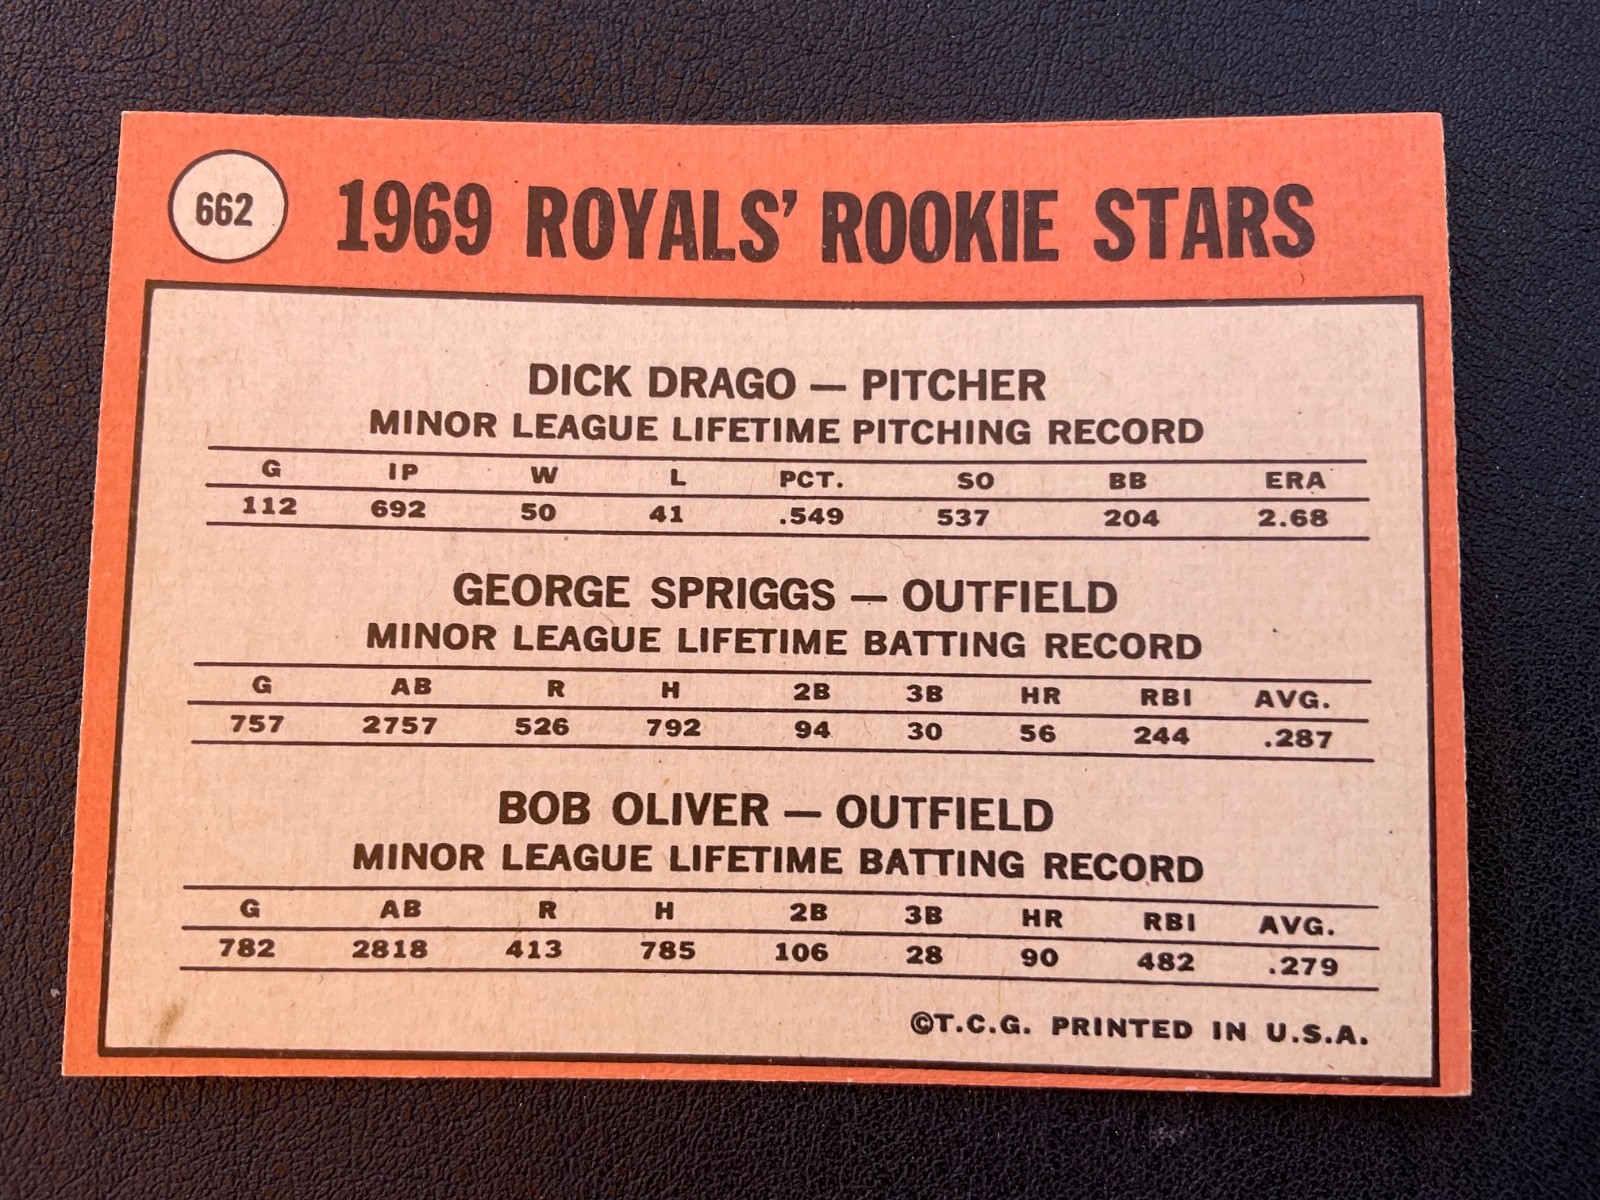 662
1969 ROYALS' ROOKIE STARS
DICK DRAGO — PITCHER
MINOR LEAGUE LIFETIME PITCHING RECORD
G IP W L PCT. SO BB ERA
112 692 50 41 .549 537 204 2.68
GEORGE SPRIGGS — OUTFIELD
MINOR LEAGUE LIFETIME BATTING RECORD
G AB R H 2B 3B HR RBI AVG.
757 2757 526 792 94 30 56 244 .287
BOB OLIVER — OUTFIELD
MINOR LEAGUE LIFETIME BATTING RECORD
G AB R H 2B 3B HR RBI AVG.
782 2818 413 785 106 28 90 482 .279
©T.C.G. PRINTED IN U.S.A.